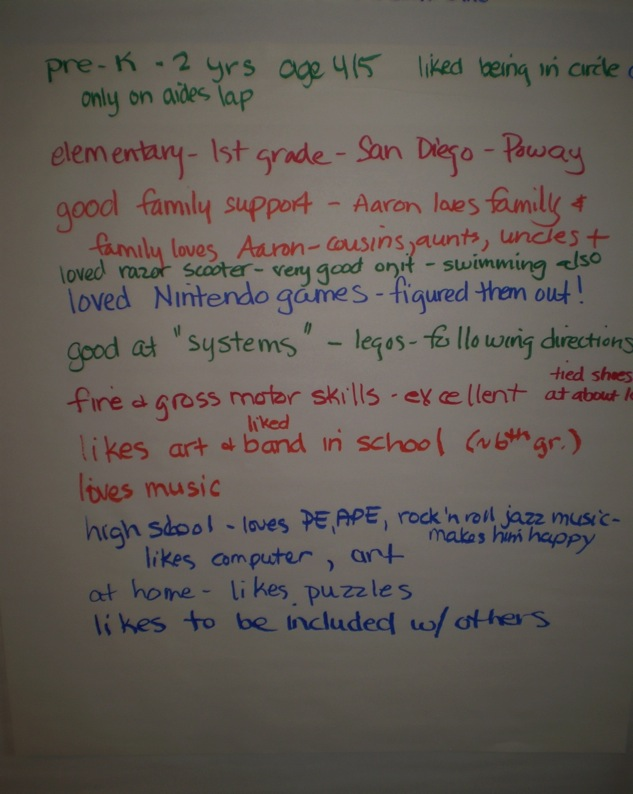 pre-K - 2 yrs age 4/5 liked being in circle
only on aides lap
elementary - 1st grade - San Diego - Poway
good family support - Aaron loves family &
family loves Aaron - cousins, aunts, uncles +
loved razor scooter - very good on it - swimming also
loved Nintendo games - figured them out!
good at "systems" - legos - following directions
tied shoes
fine & gross motor skills - excellent at about
liked
likes art & band in school (~6th gr.)
loves music
high school - loves PE, APE, rock 'n roll jazz music -
makes him happy
likes computer, art
at home - likes puzzles
likes to be included w/ others